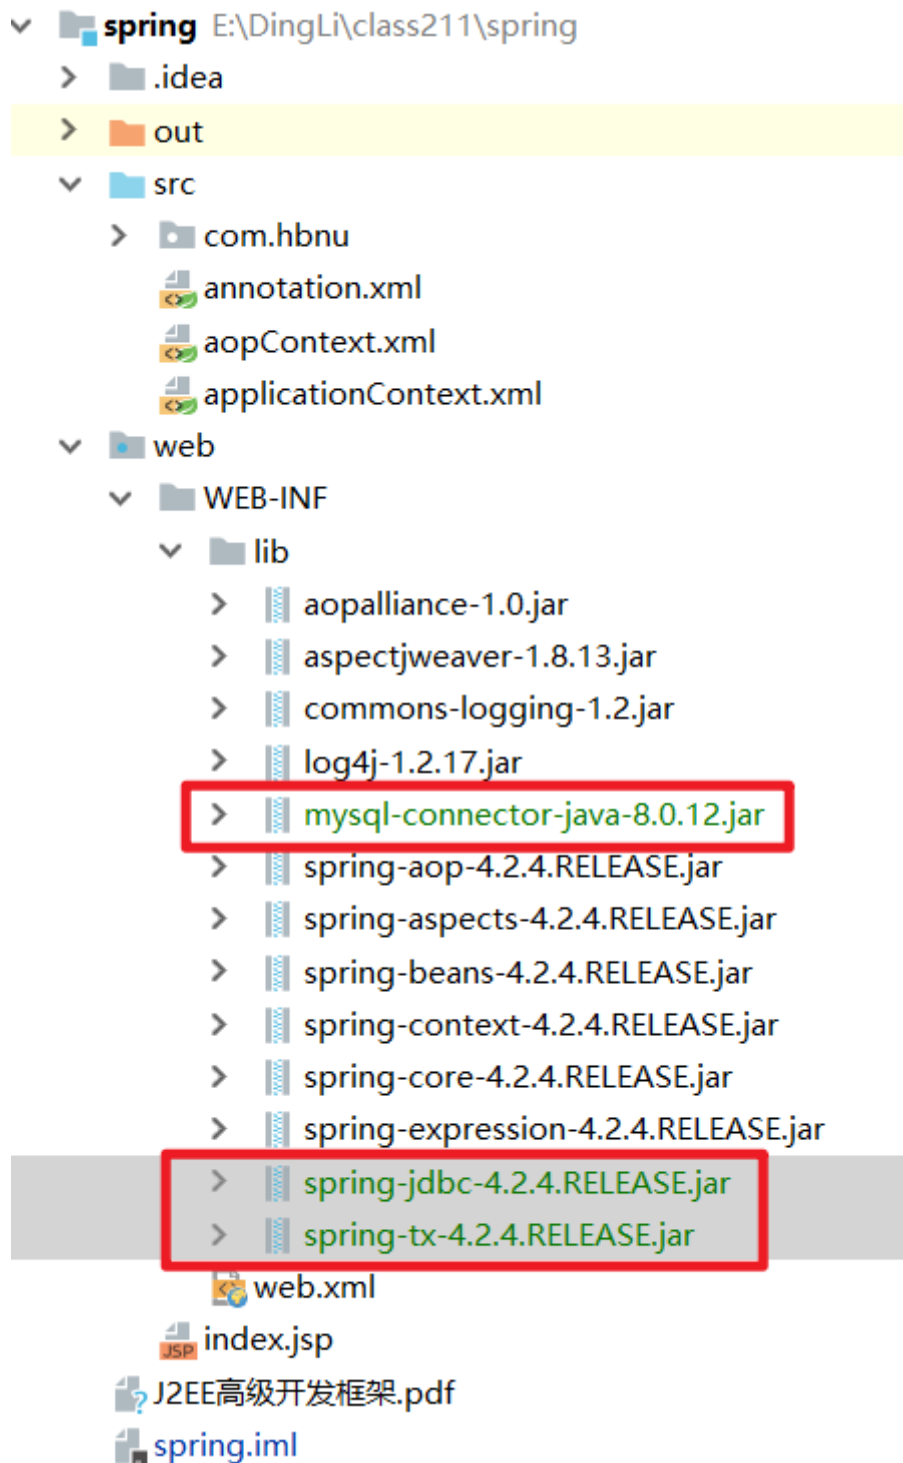 spring E:\DingLi\class211\spring
.idea
out
src
com.hbnu
annotation.xml
aopContext.xml
applicationContext.xml
web
WEB-INF
lib
aopalliance-1.0.jar
aspectjweaver-1.8.13.jar
commons-logging-1.2.jar
log4j-1.2.17.jar
mysql-connector-java-8.0.12.jar
spring-aop-4.2.4.RELEASE.jar
spring-aspects-4.2.4.RELEASE.jar
spring-beans-4.2.4.RELEASE.jar
spring-context-4.2.4.RELEASE.jar
spring-core-4.2.4.RELEASE.jar
spring-expression-4.2.4.RELEASE.jar
spring-jdbc-4.2.4.RELEASE.jar
spring-tx-4.2.4.RELEASE.jar
web.xml
JSP index.jsp
J2EE高级开发框架.pdf
spring.iml